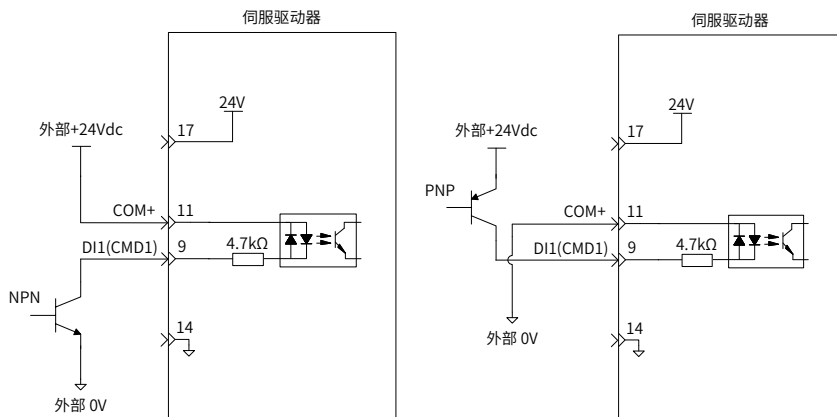 伺服驱动器
24V
17
外部+24Vdc
COM+
11
DI1(CMD1)
9
4.7kΩ
NPN
14
外部 0V
伺服驱动器
24V
17
外部+24Vdc
PNP
COM+
11
DI1(CMD1)
9
4.7kΩ
14
外部 0V